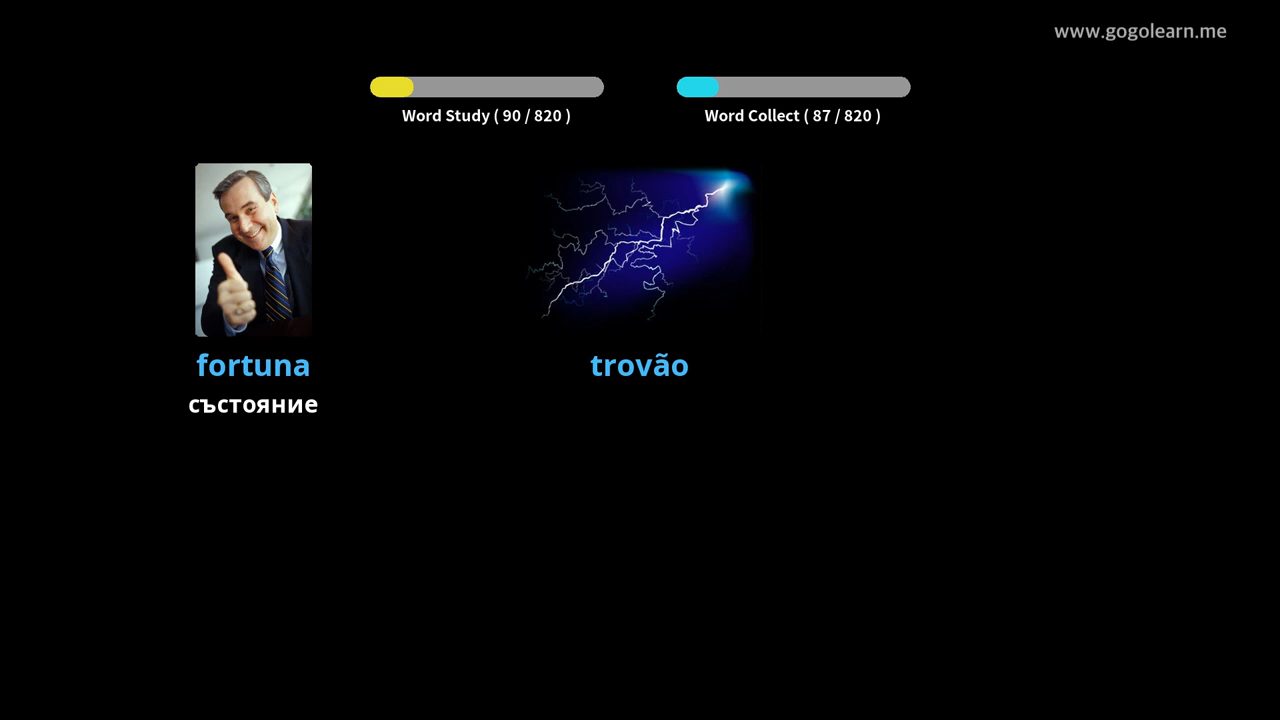 www.gogolearn.me
Word Study ( 90 / 820 )
Word Collect ( 87 / 820 )
fortuna
trovão
състояние